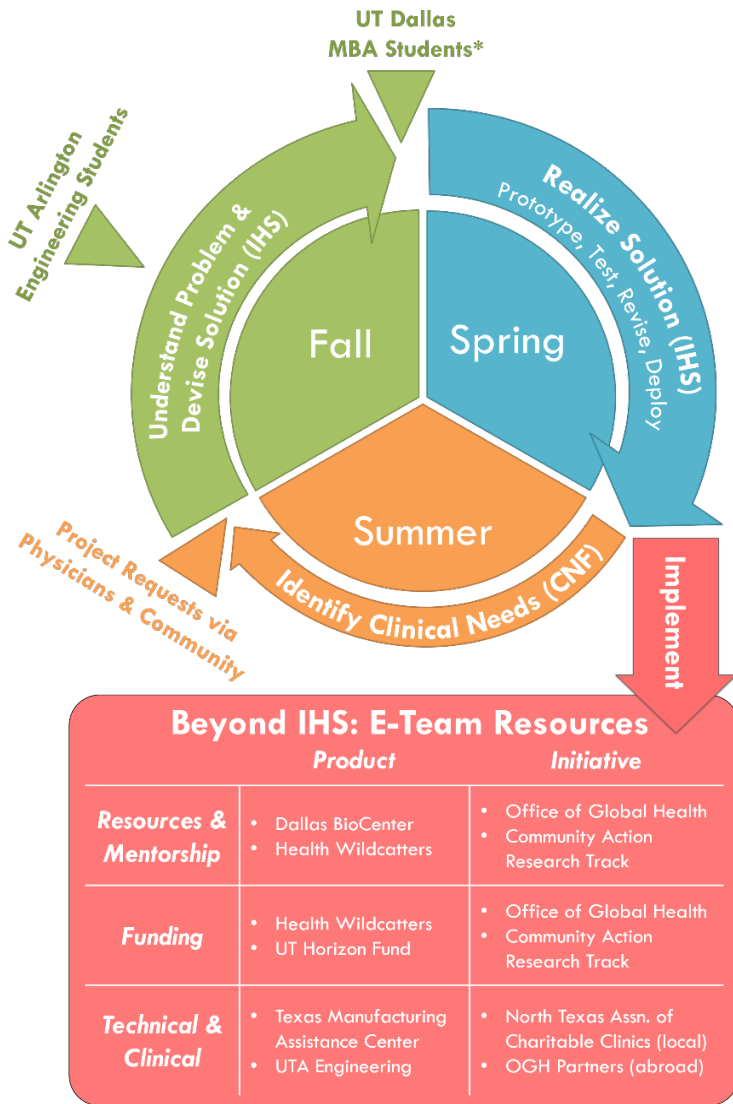 UT Dallas
MBA Students*
UT Arlington
Engineering Students
Understand Problem &
Devise Solution (IHS)
Realize Solution (IHS)
Prototype, Test, Revise, Deploy
Fall
Spring
Summer
Identify Clinical Needs (CNF)
Project Requests via
Physicians & Community
Implement
Beyond IHS: E-Team Resources
Product
Initiative
Resources &
Mentorship
• Dallas BioCenter
• Health Wildcatters
• Office of Global Health
• Community Action
Research Track
Funding
• Health Wildcatters
• UT Horizon Fund
• Office of Global Health
• Community Action
Research Track
Technical &
Clinical
• Texas Manufacturing
Assistance Center
• UTA Engineering
• North Texas Assn. of
Charitable Clinics (local)
• OGH Partners (abroad)